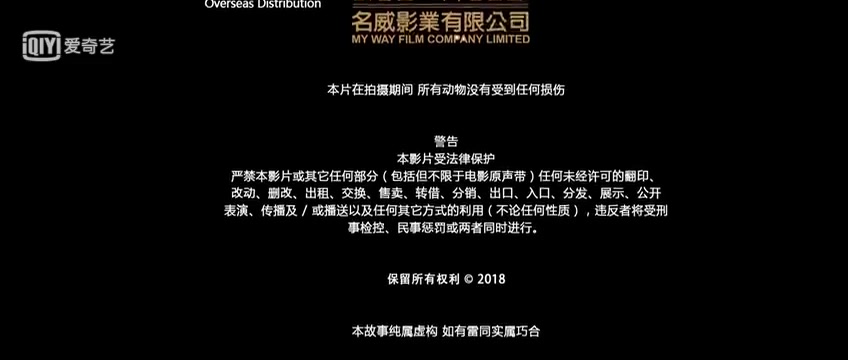 Overseas Distribution
名威影業有限公司
MY WAY FILM COMPANY LIMITED
iQIYI 爱奇艺
本片在拍摄期间 所有动物没有受到任何损伤
警告
本影片受法律保护
严禁本影片或其它任何部分（包括但不限于电影原声带）任何未经许可的翻印、
改动、删改、出租、交换、售卖、转借、分销、出口、入口、分发、展示、公开
表演、传播及 / 或播送以及任何其它方式的利用（不论任何性质），违反者将受刑
事检控、民事惩罚或两者同时进行。
保留所有权利 © 2018
本故事纯属虚构 如有雷同实属巧合